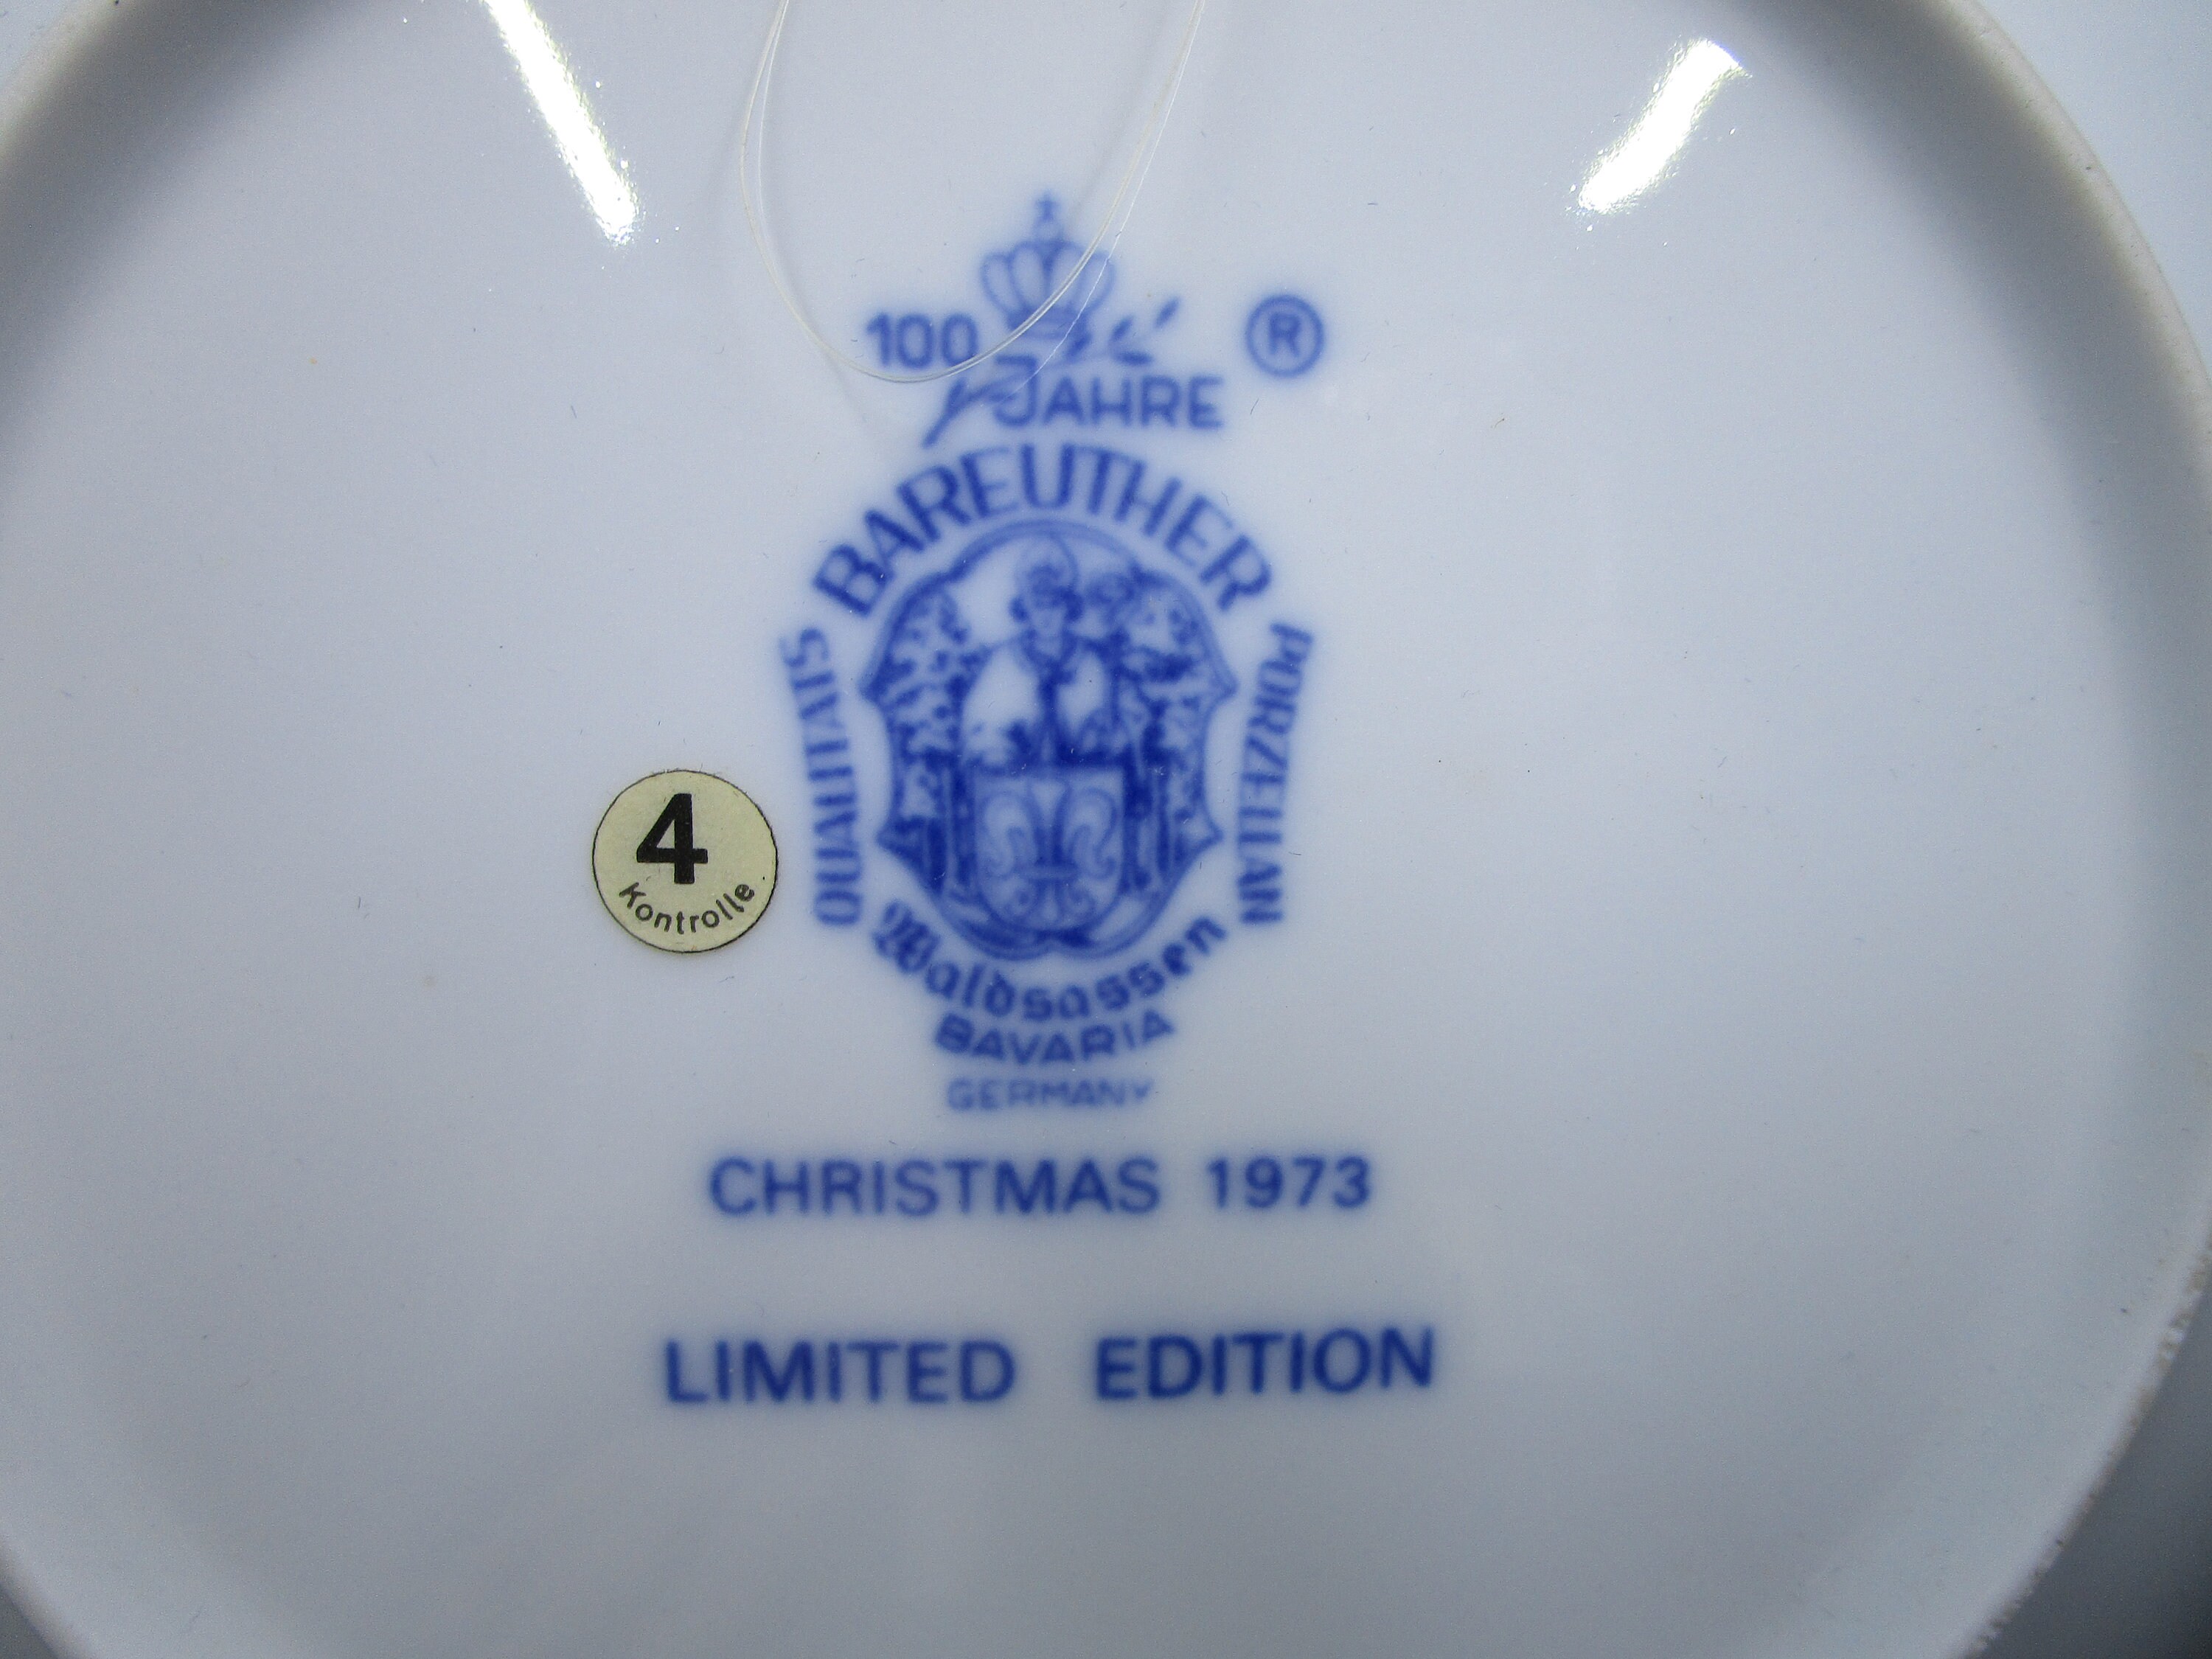 100
JAHRE
®
BAREUTHER
QUALITÄTS
PORZELLAN
Waldsassen
BAVARIA
GERMANY
4
Kontrolle
CHRISTMAS 1973
LIMITED EDITION